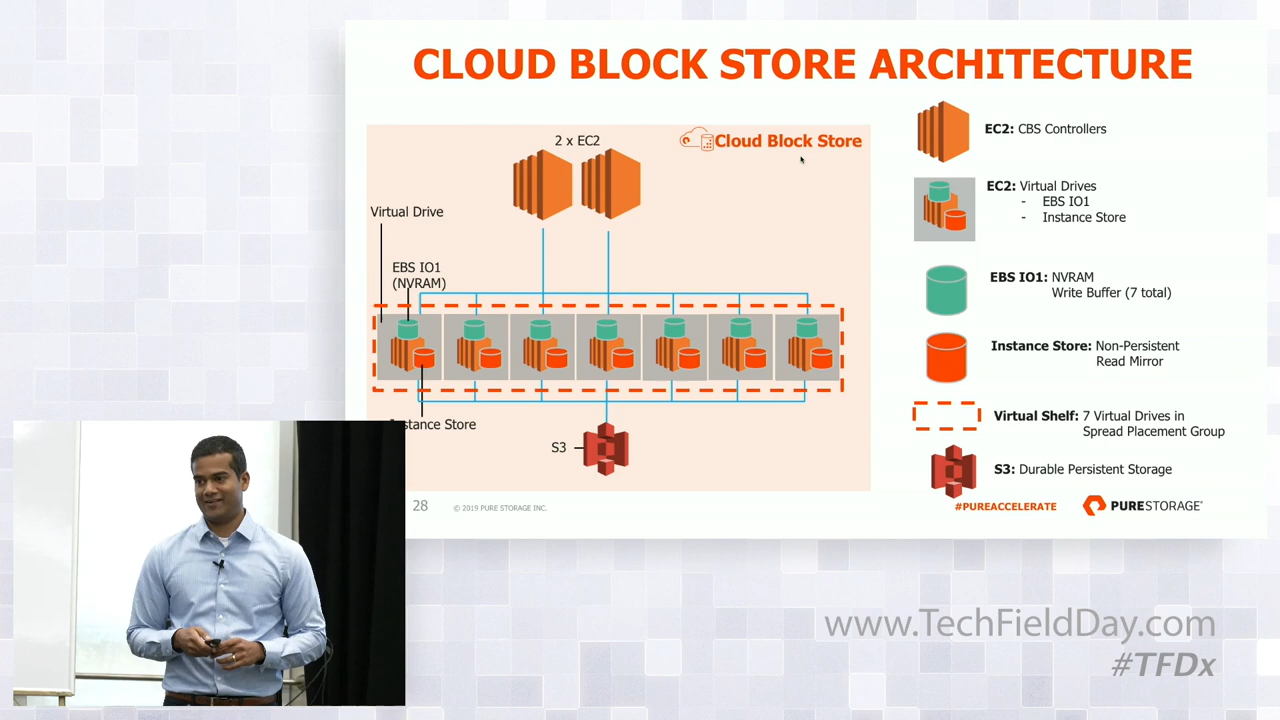 CLOUD BLOCK STORE ARCHITECTURE
2 x EC2
Cloud Block Store
Virtual Drive
EBS IO1
(NVRAM)
stance Store
S3
EC2: CBS Controllers
EC2: Virtual Drives
- EBS IO1
- Instance Store
EBS IO1: NVRAM
Write Buffer (7 total)
Instance Store: Non-Persistent
Read Mirror
Virtual Shelf: 7 Virtual Drives in
Spread Placement Group
S3: Durable Persistent Storage
28
© 2019 PURE STORAGE INC.
#PUREACCELERATE
PURESTORAGE®
www.TechFieldDay.com
#TFDx